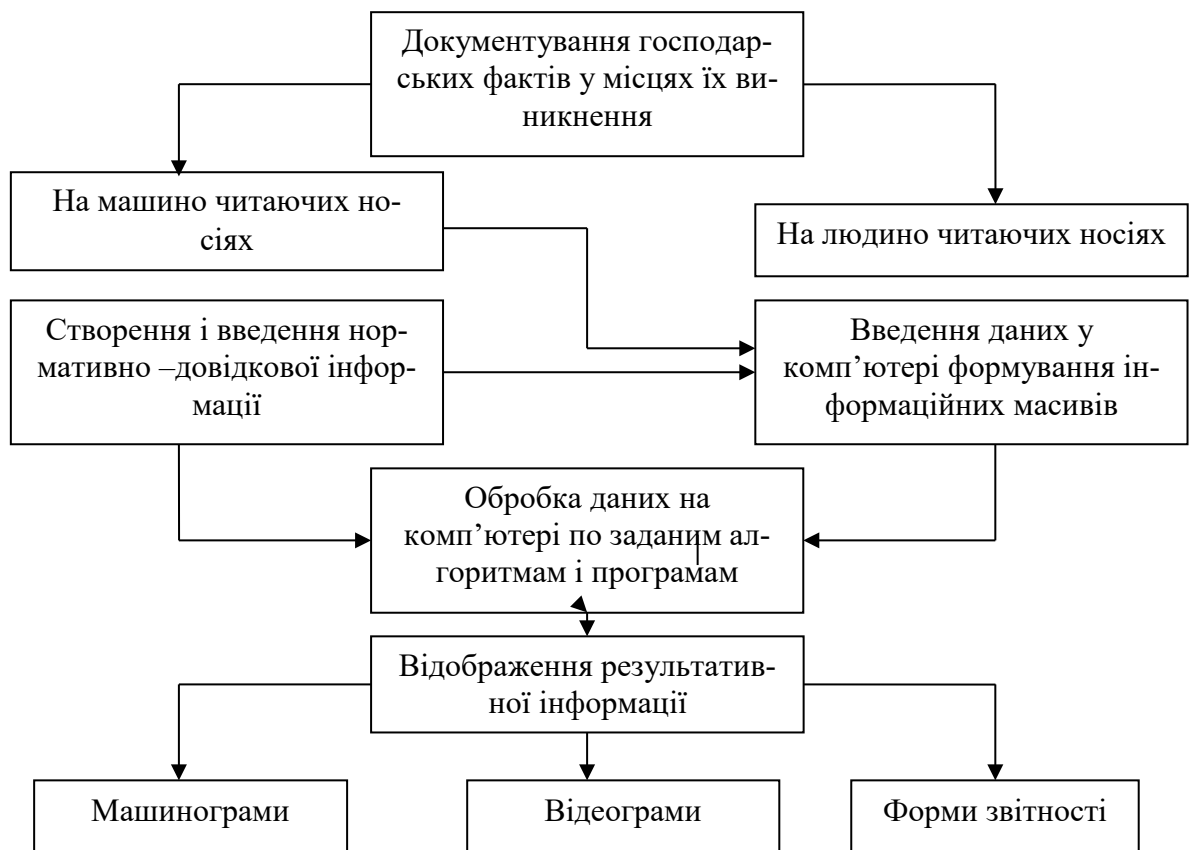 Документування господар-
ських фактів у місцях їх ви-
никнення
На машино читаючих но-
сіях
На людино читаючих носіях
Створення і введення нор-
мативно –довідкової інфор-
мації
Введення даних у
комп’ютері формування ін-
формаційних масивів
Обробка даних на
комп’ютері по заданим ал-
горитмам і програмам
Відображення результатив-
ної інформації
Машинограми
Відеограми
Форми звітності